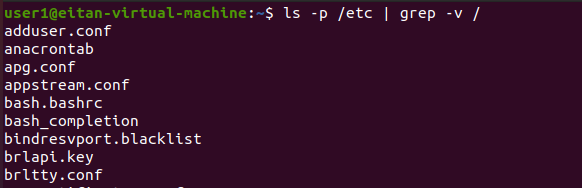 user1@eitan-virtual-machine:~$ ls -p /etc | grep -v /
adduser.conf
anacrontab
apg.conf
appstream.conf
bash.bashrc
bash_completion
bindresvport.blacklist
brlapi.key
brltty.conf